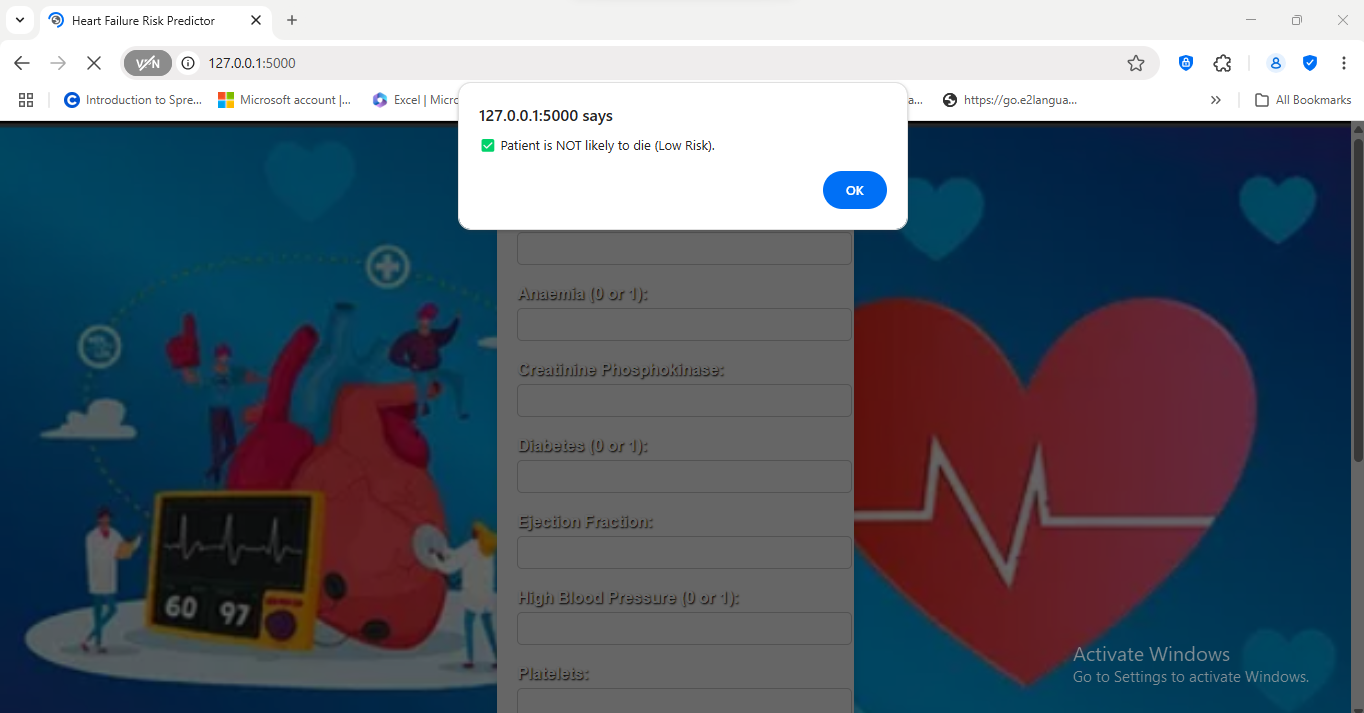 Heart Failure Risk Predictor
VPN
127.0.0.1:5000
Introduction to Spre...
Microsoft account |...
Excel | Micro
a...
https://go.e2langua...
All Bookmarks
127.0.0.1:5000 says
Patient is NOT likely to die (Low Risk).
OK
Anaemia (0 or 1):
Creatinine Phosphokinase:
Diabetes (0 or 1):
Ejection Fraction:
60 97
High Blood Pressure (0 or 1):
Platelets:
Activate Windows
Go to Settings to activate Windows.